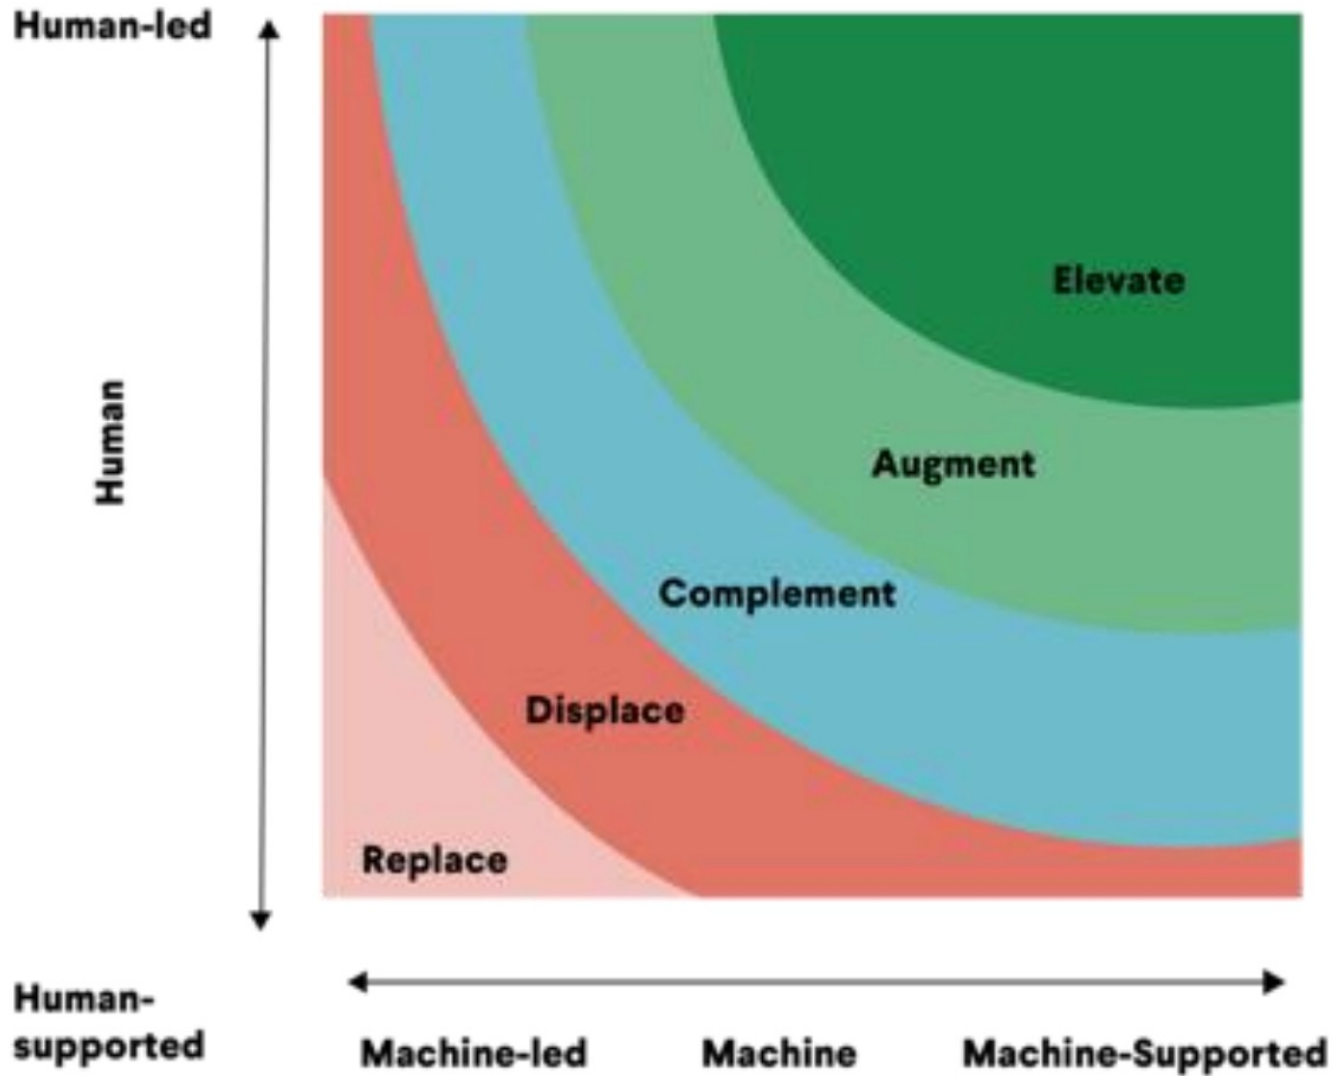 Human-led
Human
Elevate
Augment
Complement
Displace
Replace
Human-
supported
Machine-led
Machine
Machine-Supported